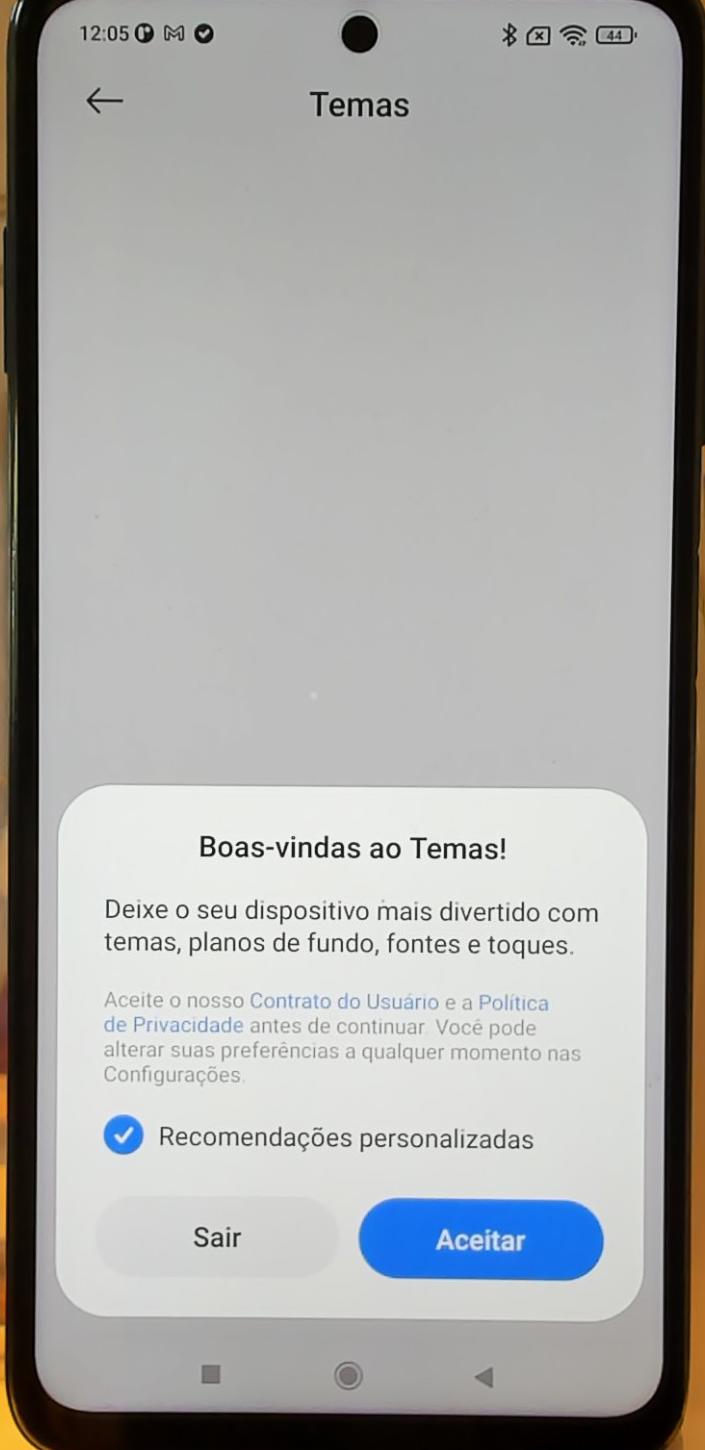 12:05
44
Temas
Boas-vindas ao Temas!
Deixe o seu dispositivo mais divertido com
temas, planos de fundo, fontes e toques.
Aceite o nosso Contrato do Usuário e a Política
de Privacidade antes de continuar. Você pode
alterar suas preferências a qualquer momento nas
Configurações.
Recomendações personalizadas
Sair
Aceitar